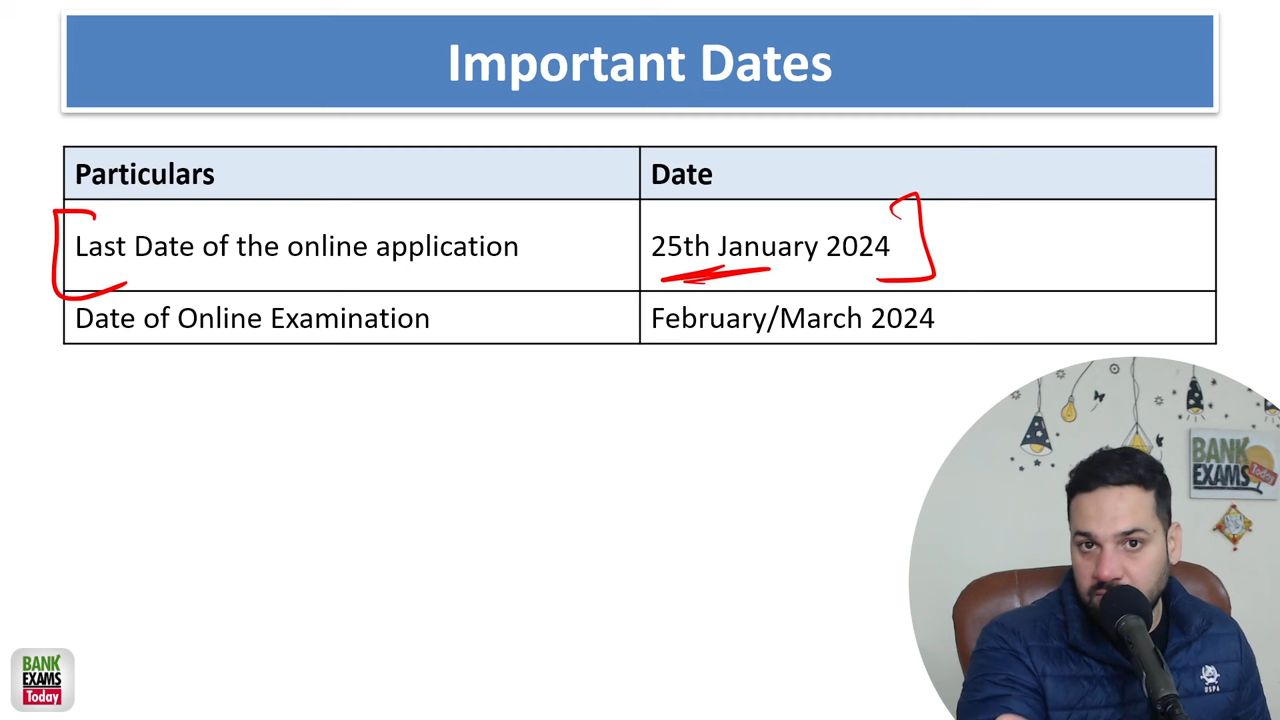 Important Dates
Particulars Date
Last Date of the online application 25th January 2024
Date of Online Examination February/March 2024
BANK
EXAMS
Today
USPA
BANK
EXAMS
Today